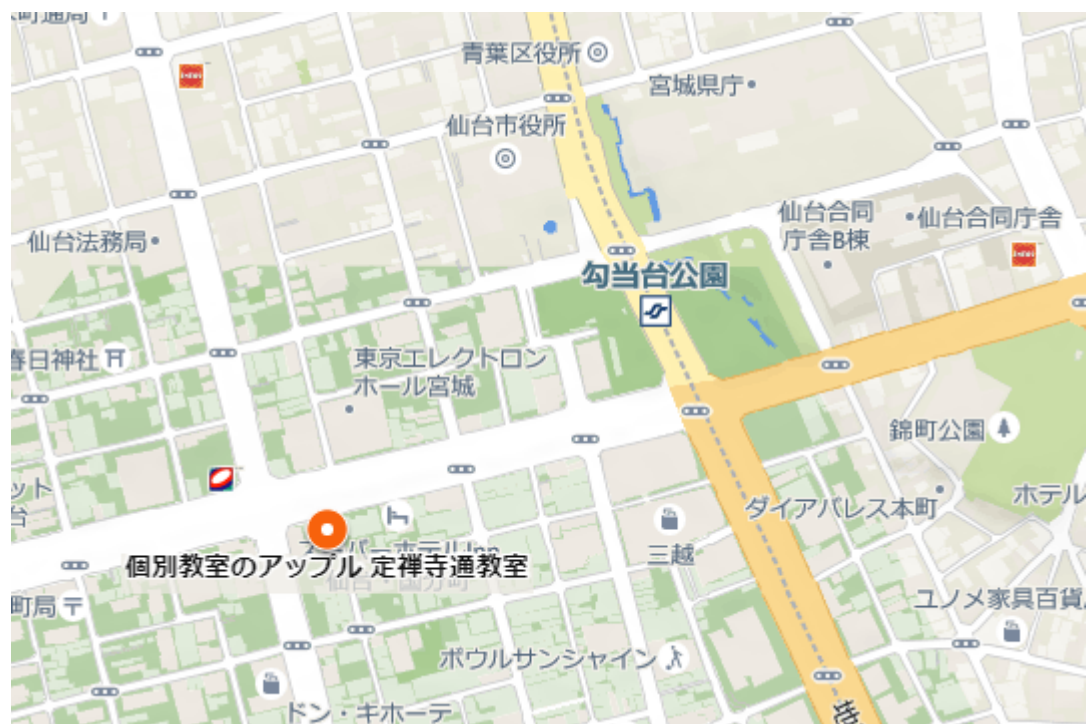 青葉区役所
宮城県庁
仙台市役所
仙台合同
庁舎B棟
仙台合同庁舎
仙台法務局
勾当台公園
春日神社
東京エレクトロン
ホール宮城
錦町公園
ダイアパレス本町
ホテル
三越
個別教室のアップル 定禅寺通教室
町局
ユノメ家具百貨
ボウルサンシャイン
ドン・キホーテ